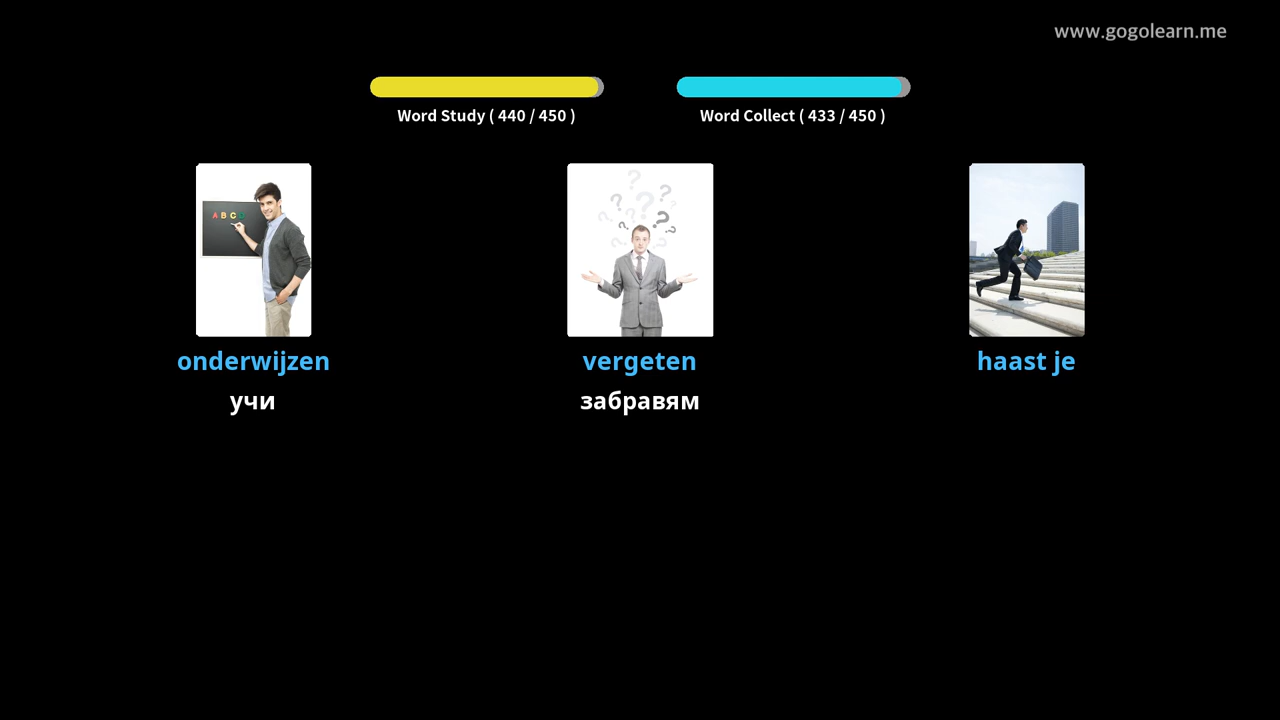 www.gogolearn.me
Word Study ( 440 / 450 )
Word Collect ( 433 / 450 )
A B C D
onderwijzen
vergeten
haast je
учи
забравям